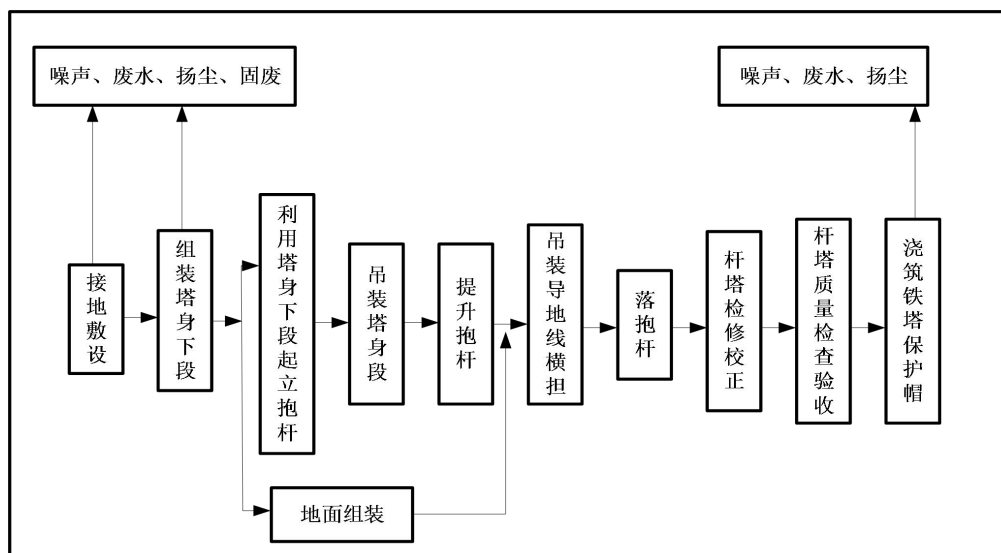 噪声、废水、扬尘、固废
噪声、废水、扬尘
接地敷设
组装塔身下段
利用塔身下段起立抱杆
吊装塔身段
提升抱杆
吊装导地线横担
落抱杆
杆塔检修校正
杆塔质量检查验收
浇筑铁塔保护帽
地面组装